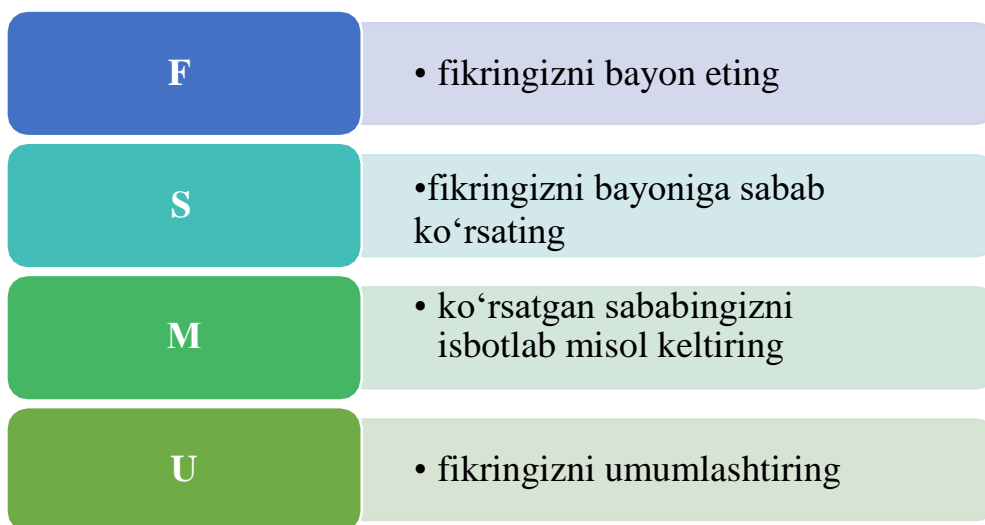 F
• fikringizni bayon eting
S
•fikringizni bayoniga sabab
ko‘rsating
M
• ko‘rsatgan sababingizni
isbotlab misol keltiring
U
• fikringizni umumlashtiring